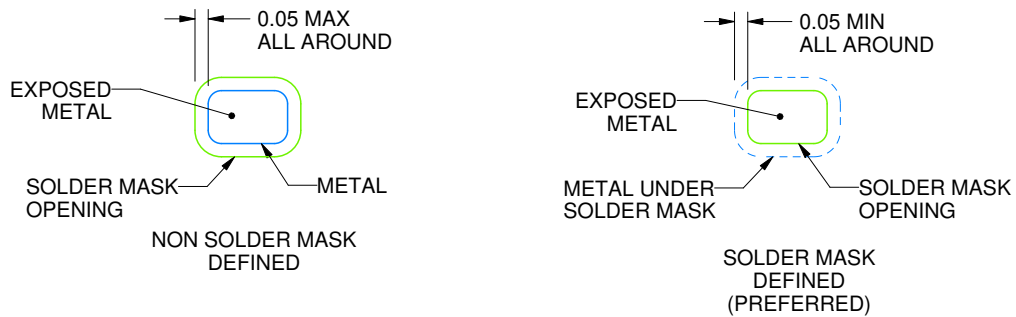 0.05 MAX
ALL AROUND
EXPOSED
METAL
SOLDER MASK
OPENING
METAL
NON SOLDER MASK
DEFINED
0.05 MIN
ALL AROUND
EXPOSED
METAL
METAL UNDER
SOLDER MASK
SOLDER MASK
OPENING
SOLDER MASK
DEFINED
(PREFERRED)